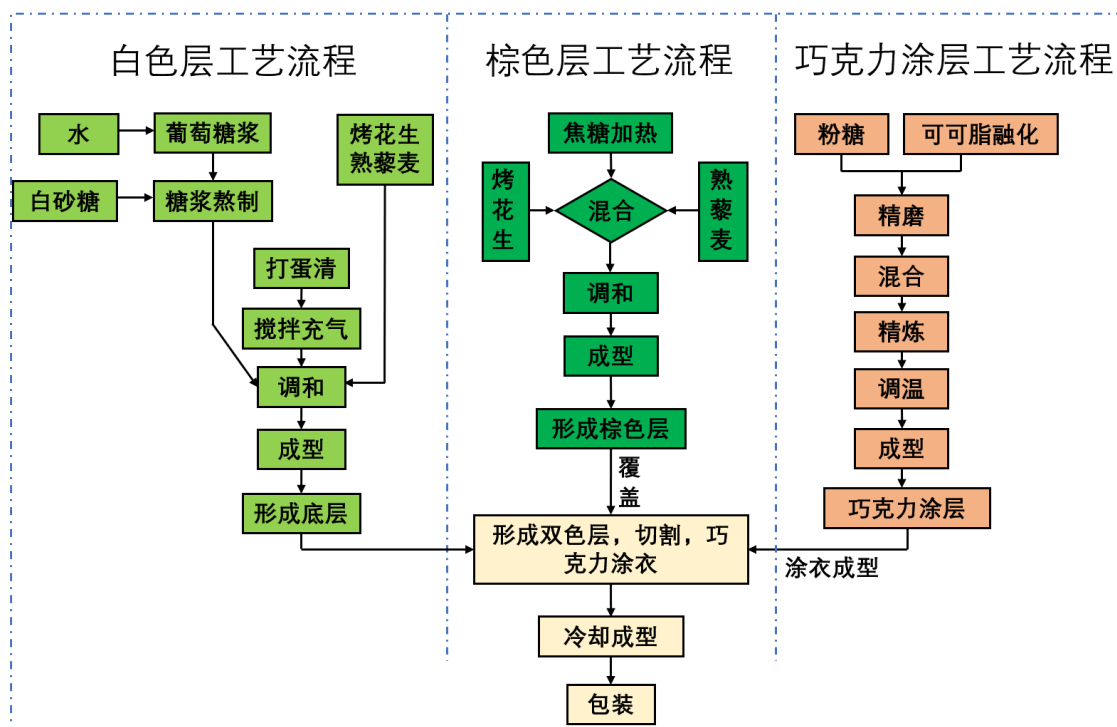 白色层工艺流程
水
葡萄糖浆
白砂糖
糖浆熬制
烤花生
熟藜麦
打蛋清
搅拌充气
调和
成型
形成底层
棕色层工艺流程
焦糖加热
烤花生
混合
熟藜麦
调和
成型
形成棕色层
覆盖
巧克力涂层工艺流程
粉糖
可可脂融化
精磨
混合
精炼
调温
成型
巧克力涂层
涂衣成型
形成双色层，切割，巧
克力涂衣
冷却成型
包装